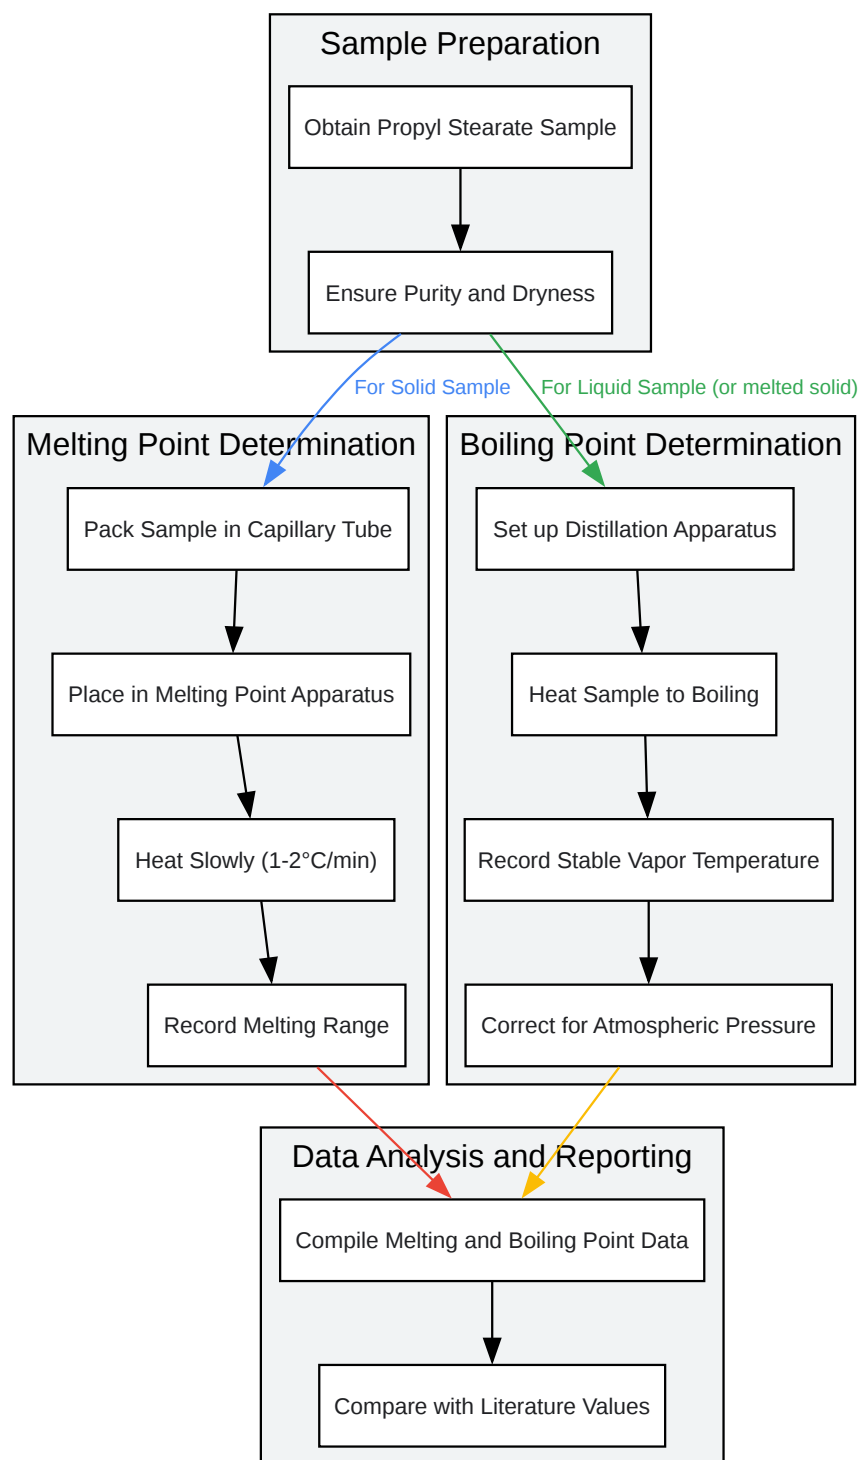 Sample Preparation
Obtain Propyl Stearate Sample
Ensure Purity and Dryness
For Solid Sample
For Liquid Sample (or melted solid)
Melting Point Determination
Pack Sample in Capillary Tube
Place in Melting Point Apparatus
Heat Slowly (1-2°C/min)
Record Melting Range
Boiling Point Determination
Set up Distillation Apparatus
Heat Sample to Boiling
Record Stable Vapor Temperature
Correct for Atmospheric Pressure
Data Analysis and Reporting
Compile Melting and Boiling Point Data
Compare with Literature Values